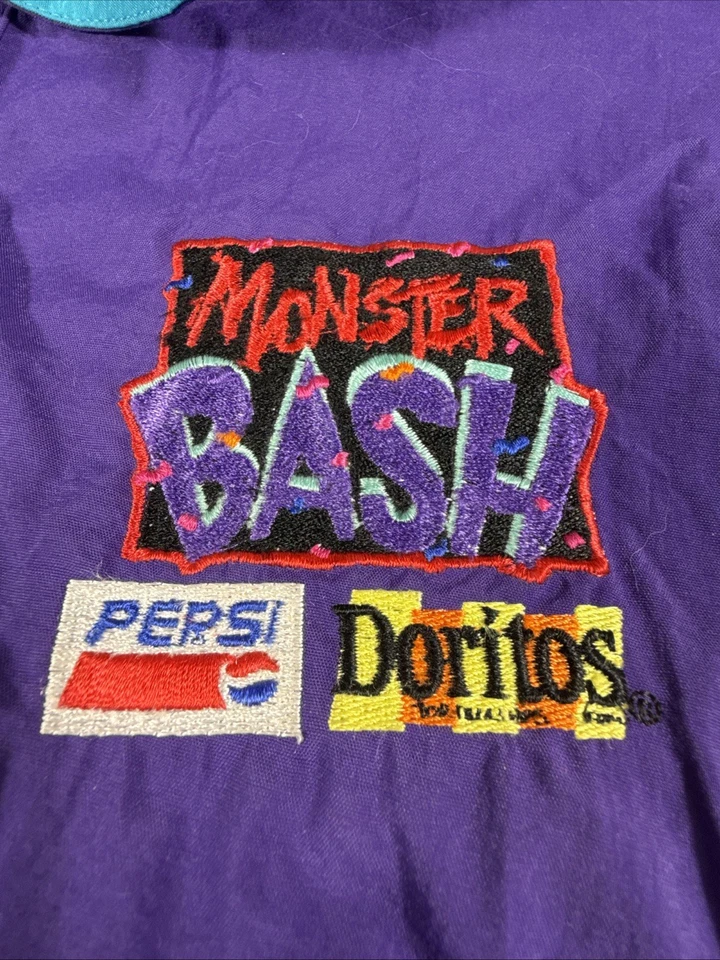 MONSTER
BASH
PEPSI
Doritos